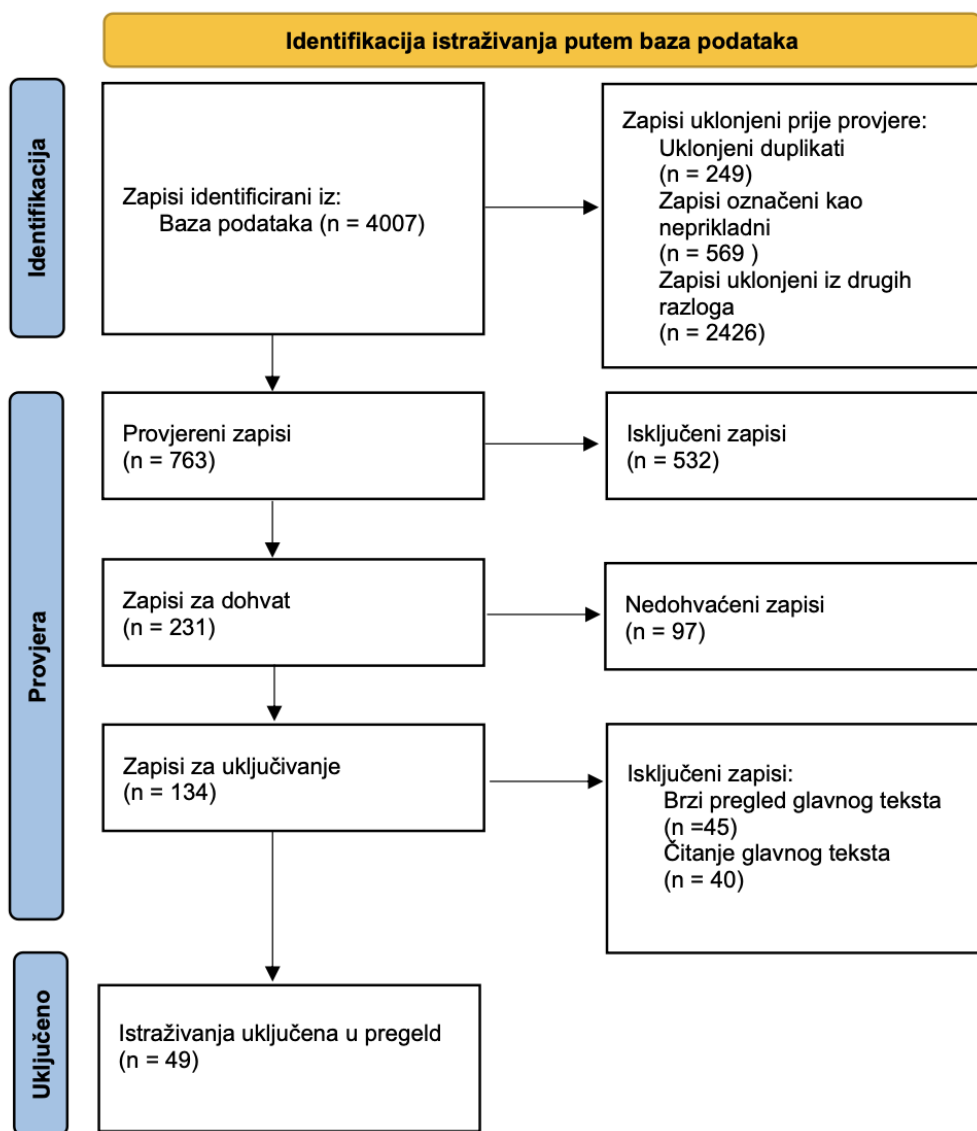 Identifikacija istraživanja putem baza podataka
Identifikacija
Zapisi identificirani iz:
Baza podataka (n = 4007)
Zapisi uklonjeni prije provjere:
Uklonjeni duplikati
(n = 249)
Zapisi označeni kao
neprikladni
(n = 569 )
Zapisi uklonjeni iz drugih
razloga
(n = 2426)
Provjera
Provjereni zapisi
(n = 763)
Isključeni zapisi
(n = 532)
Zapisi za dohvat
(n = 231)
Nedohvaćeni zapisi
(n = 97)
Zapisi za uključivanje
(n = 134)
Isključeni zapisi:
Brzi pregled glavnog teksta
(n =45)
Čitanje glavnog teksta
(n = 40)
Uključeno
Istraživanja uključena u pregeld
(n = 49)